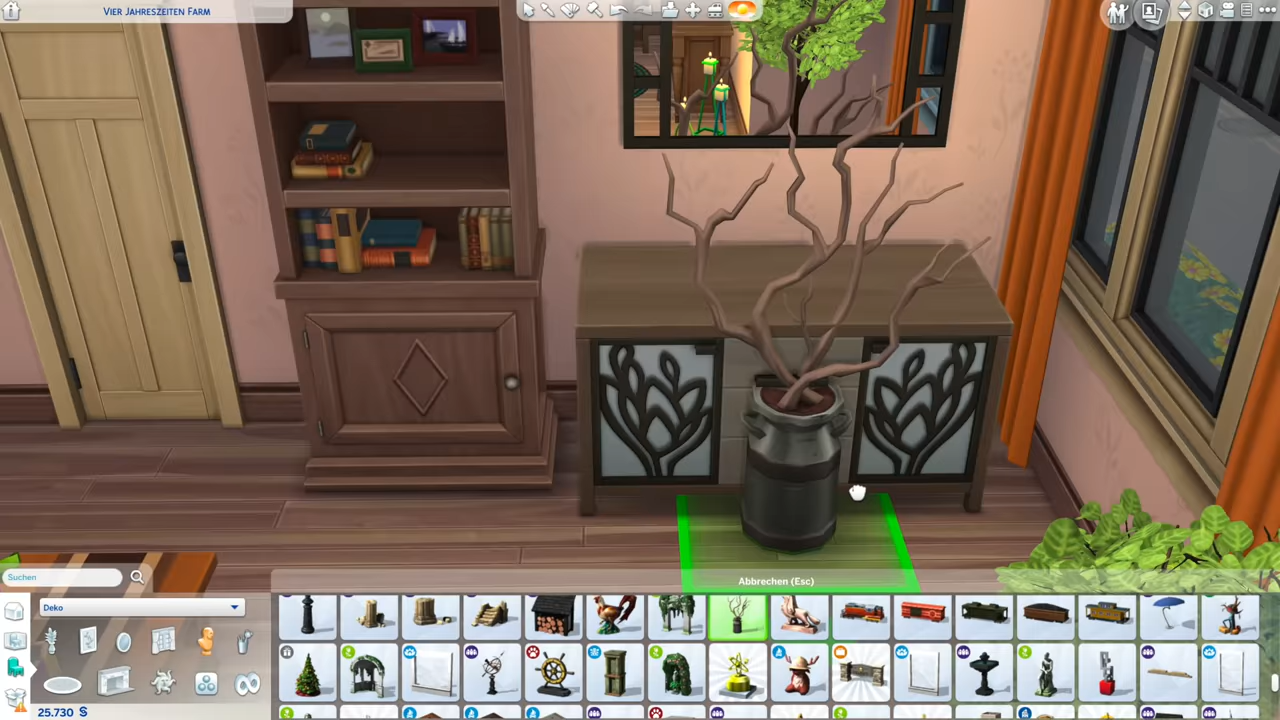 Vier Jahreszeiten Farm
Abbrechen (Esc)
Suchen
Deko
25.730 $